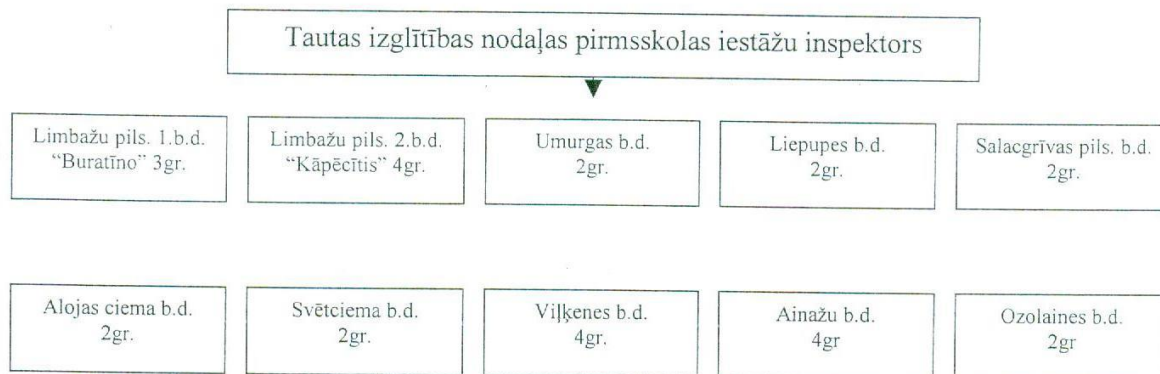 Tautas izglītības nodaļas pirmsskolas iestāžu inspektors
Limbažu pils. 1.b.d.
“Buratīno” 3gr.
Limbažu pils. 2.b.d.
“Kāpēcītis” 4gr.
Umurgas b.d.
2gr.
Liepupes b.d.
2gr.
Salacgrīvas pils. b.d.
2gr.
Alojas ciema b.d.
2gr.
Svētciema b.d.
2gr.
Viļķenes b.d.
4gr.
Ainažu b.d.
4gr
Ozolaines b.d.
2gr